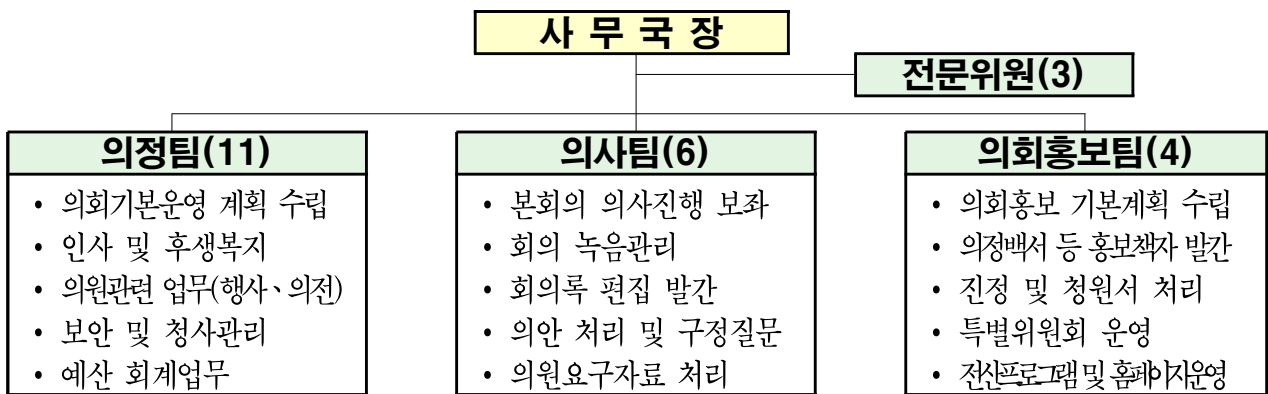 사 무 국 장
전문위원(3)
의정팀(11)
• 의회기본운영 계획 수립
• 인사 및 후생복지
• 의원관련 업무(행사、의전)
• 보안 및 청사관리
• 예산 회계업무
의사팀(6)
• 본회의 의사진행 보좌
• 회의 녹음관리
• 회의록 편집 발간
• 의안 처리 및 구정질문
• 의원요구자료 처리
의회홍보팀(4)
• 의회홍보 기본계획 수립
• 의정백서 등 홍보책자 발간
• 진정 및 청원서 처리
• 특별위원회 운영
• 전산프로그램 및 홈페이지운영